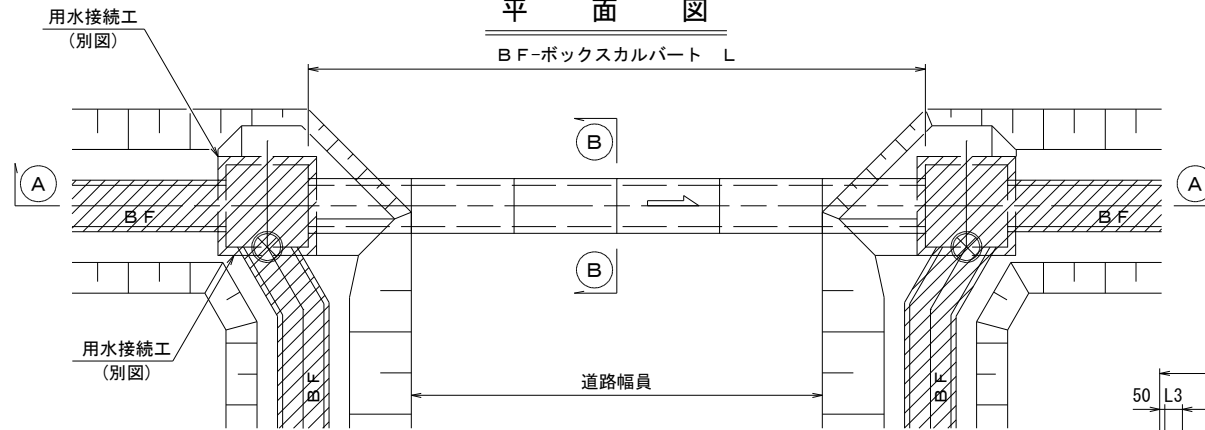 平面図
用水接続工
(別図)
ＢＦ-ボックスカルバート Ｌ
B
A
A
ＢＦ
ＢＦ
B
用水接続工
(別図)
道路幅員
ＢＦ
ＢＦ
50 L3